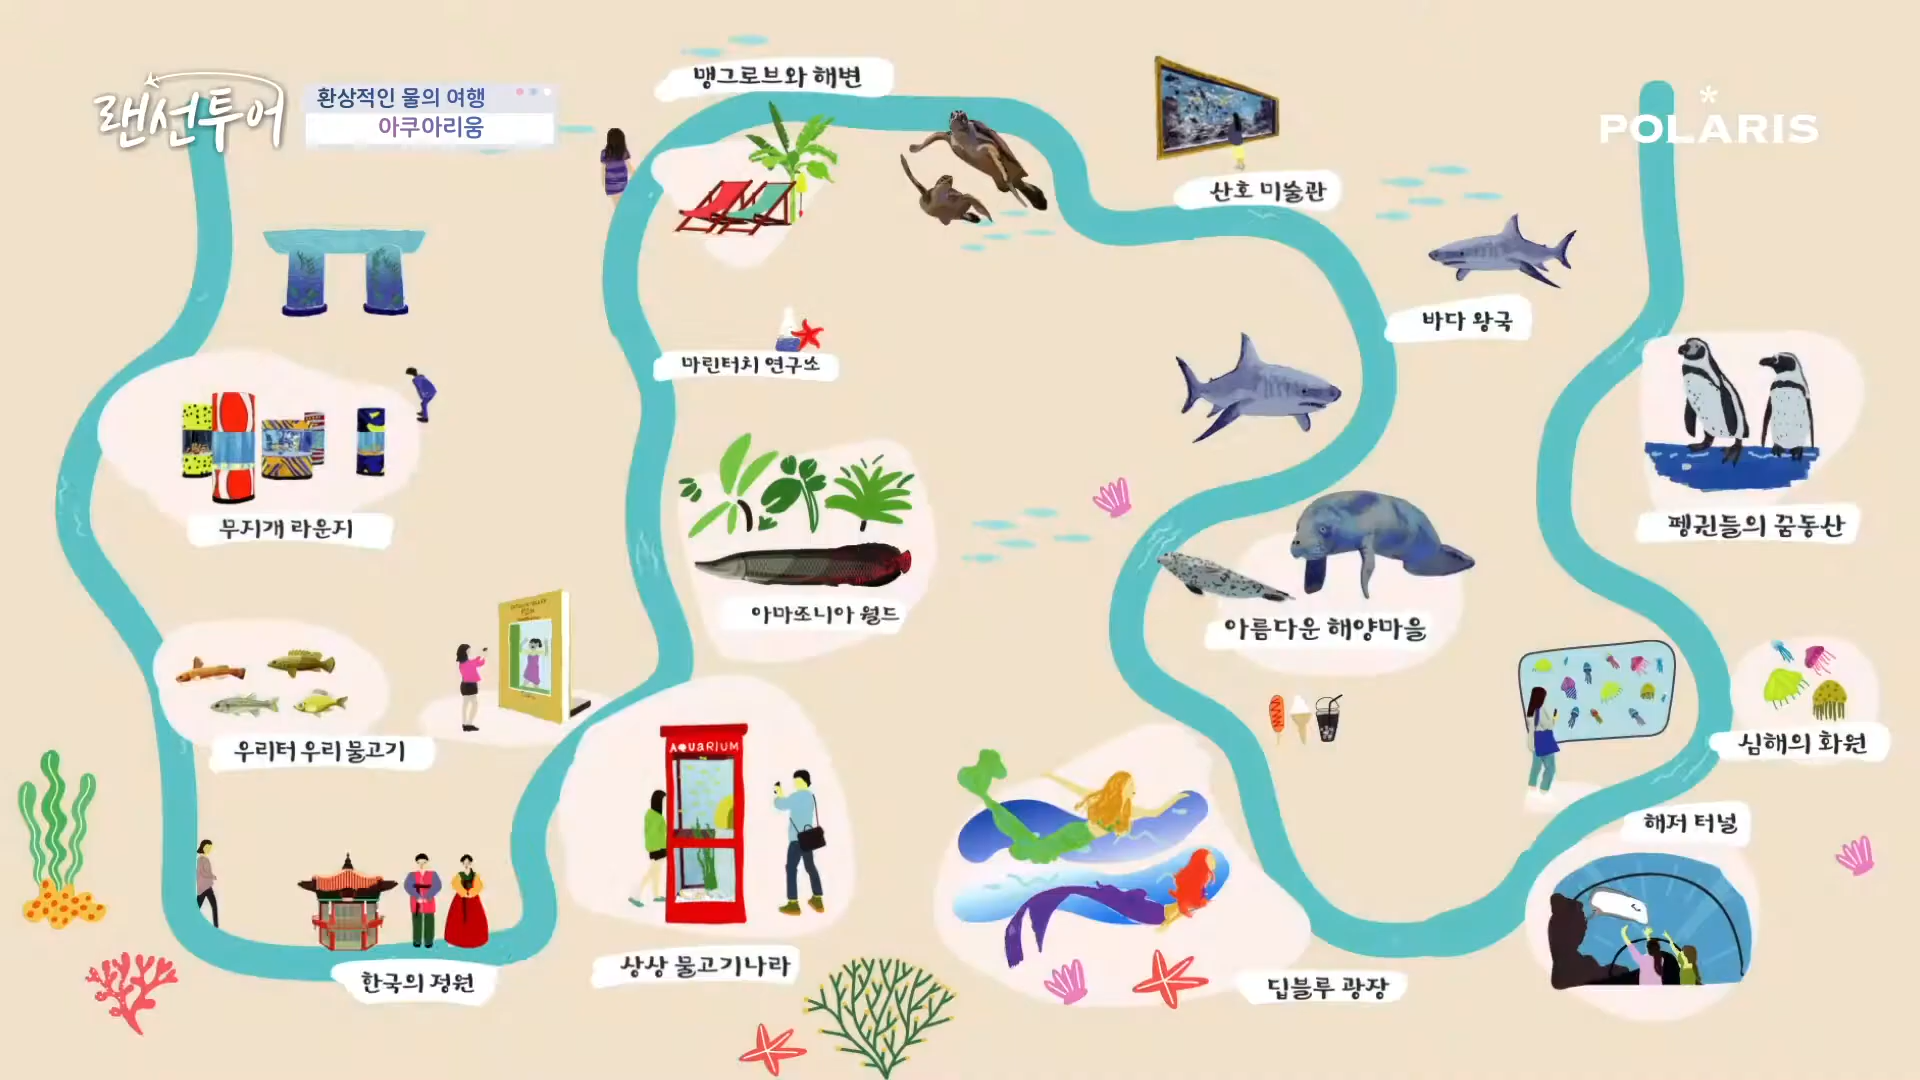 랜선투어
환상적인 물의 여행
아쿠아리움
POLARIS
맹그로브와 해변
산호 미술관
바다 왕국
마린터치 연구소
무지개 라운지
펭귄들의 꿈동산
아마조니아 월드
아름다운 해양마을
우리터 우리 물고기
AQUARIUM
심해의 화원
해저 터널
한국의 정원
상상 물고기나라
딥블루 광장